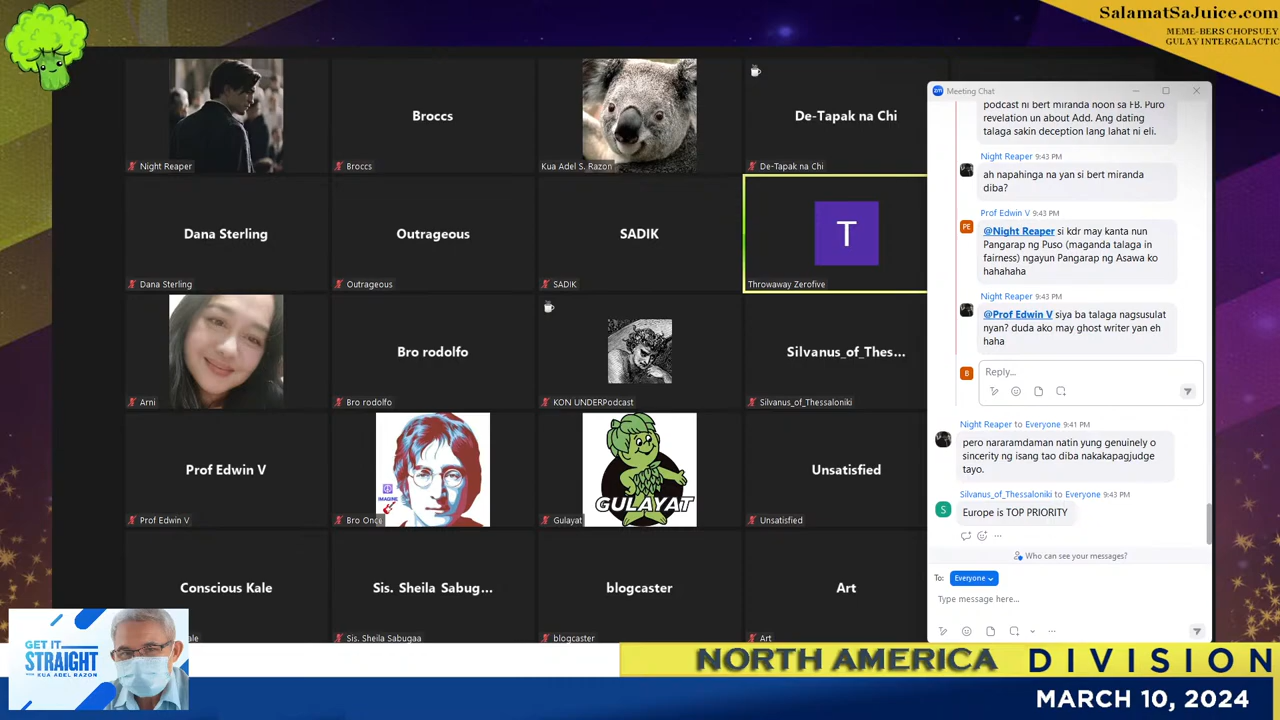 SalamatSaJuice.com
MEME-BERS CHOPSUEY
GULAY INTERGALACTIC
Night Reaper
Broccs
Broccs
Kua Adel S. Razon
De-Tapak na Chi
De-Tapak na Chi
Dana Sterling
Dana Sterling
Outrageous
Outrageous
SADIK
SADIK
T
Throwaway Zerofive
Arni
Bro rodolfo
Bro rodolfo
KON UNDERPodcast
Silvanus_of_Thes...
Silvanus_of_Thessaloniki
Prof Edwin V
Prof Edwin V
IMAGINE
Bro Once
GULAYAT
Gulayat
Unsatisfied
Unsatisfied
Conscious Kale
Sis. Sheila Sabug...
Sis. Sheila Sabugaa
blogcaster
blogcaster
Art
Art
Meeting Chat
podcast ni bert miranda noon sa FB. Puro
revelation un about Add. Ang dating
talaga sakin deception lang lahat ni eli.
Night Reaper 9:43 PM
ah napahinga na yan si bert miranda
diba?
Prof Edwin V 9:43 PM
PE
@Night Reaper si kdr may kanta nun
Pangarap ng Puso (maganda talaga in
fairness) ngayun Pangarap ng Asawa ko
hahahaha
Night Reaper 9:43 PM
@Prof Edwin V siya ba talaga nagsusulat
nyan? duda ako may ghost writer yan eh
haha
B
Reply...
Night Reaper to Everyone 9:41 PM
pero nararamdaman natin yung genuinely o
sincerity ng isang tao diba nakakapagjudge
tayo.
Silvanus_of_Thessaloniki to Everyone 9:43 PM
S
Europe is TOP PRIORITY
Who can see your messages?
To: Everyone
Type message here...
GET IT
STRAIGHT
KUA ADEL RAZON
NORTH AMERICA DIVISION
MARCH 10, 2024